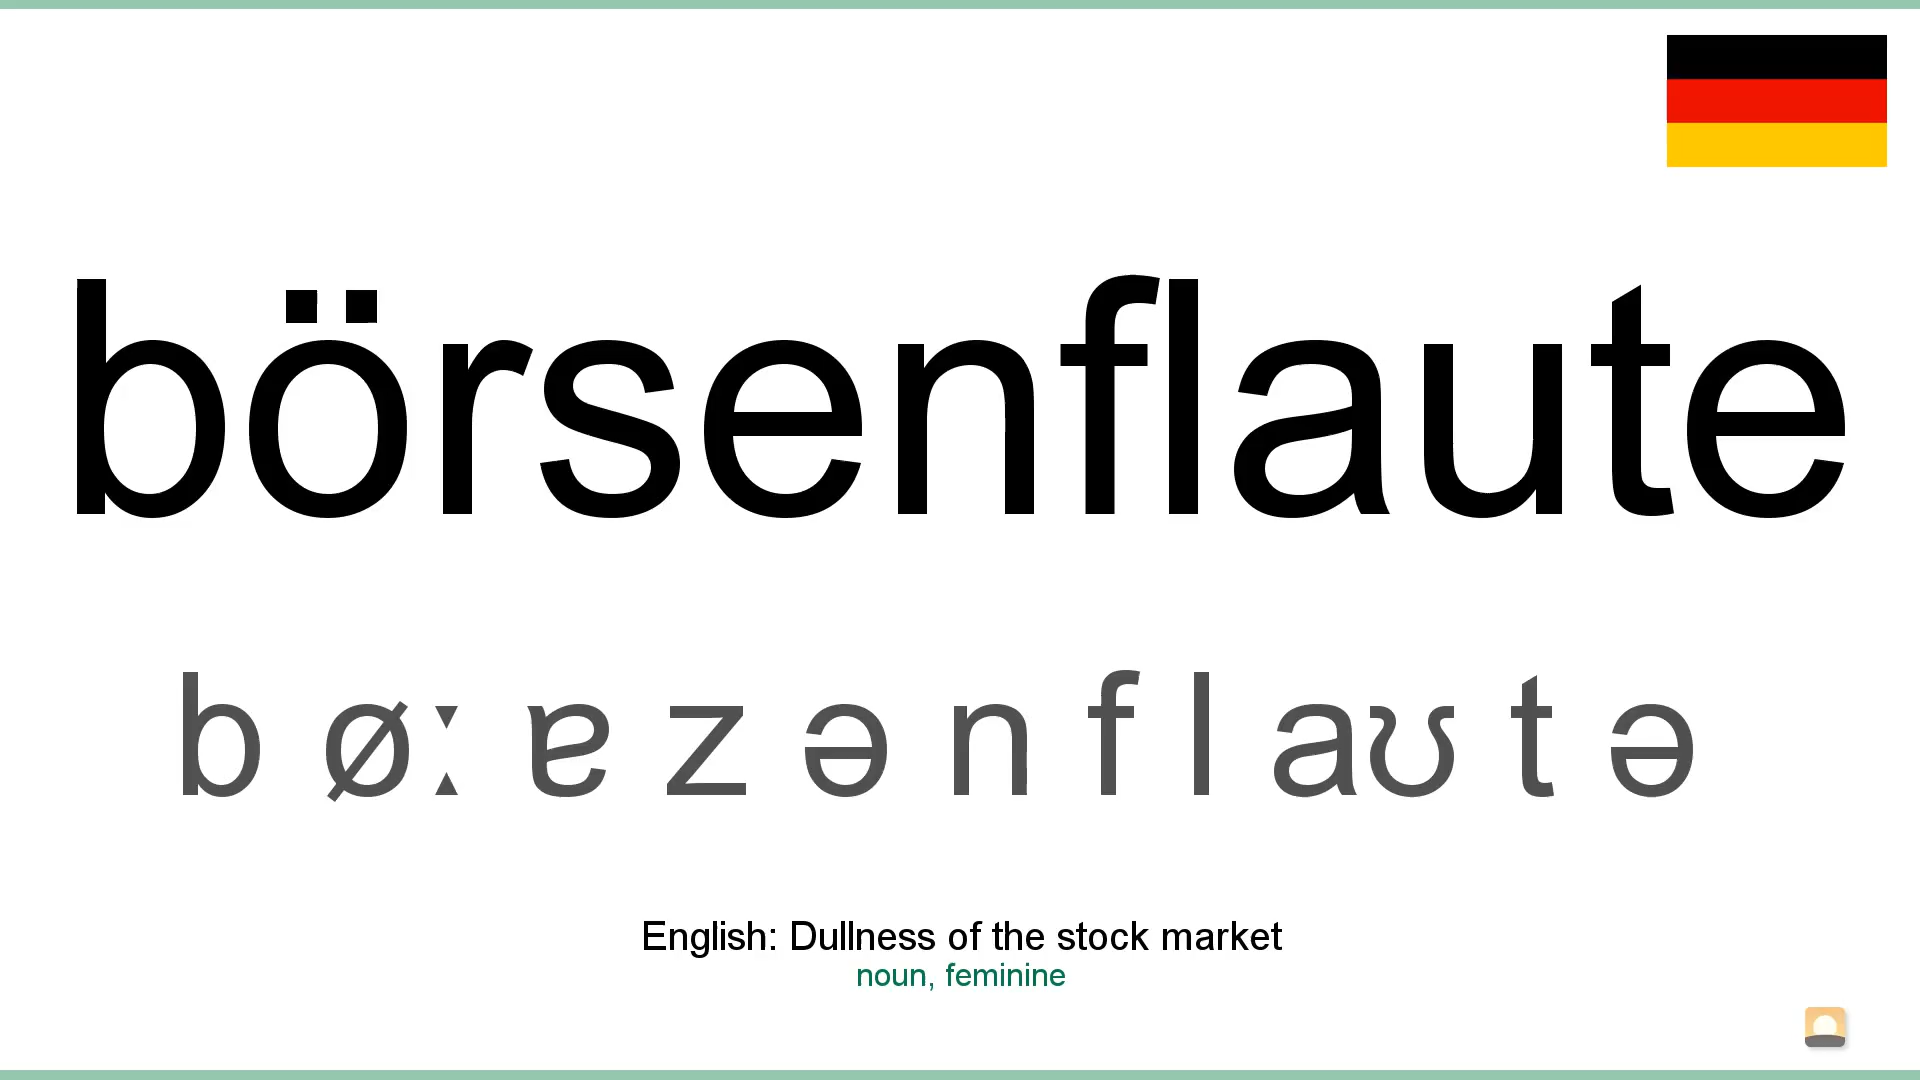 börsenflaute
b øː ɐ z ə n f l aʊ t ə
English: Dullness of the stock market
noun, feminine